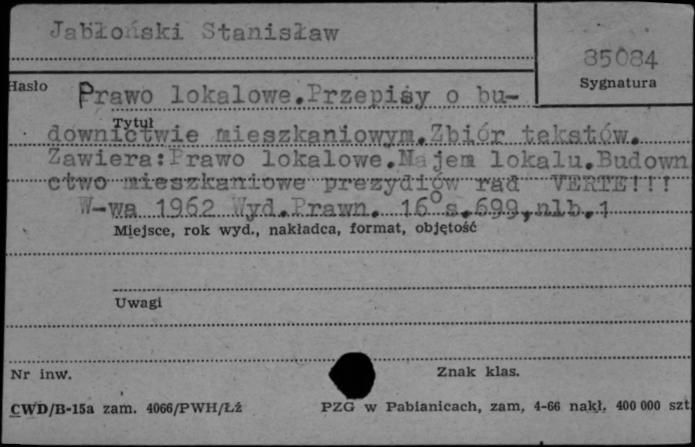 Jabłoński Stanisław
85084
Sygnatura
Hasło
Prawo lokalowe.Przepisy o bu-
Tytuł
downictwie mieszkaniowym.Zbiór tekstów.
Zawiera:Prawo lokalowe.Najem lokalu.Budown
ctwo mieszkaniowe prezydiów rad VERTE!!!
W-wa 1962 Wyd.Prawn. 16° s.699,nlb.1
Miejsce, rok wyd., nakładca, format, objętość
Uwagi
Nr inw.
Znak klas.
CWD/B-15a zam. 4066/PWH/Łź
PZG w Pabianicach, zam, 4-66 nakł. 400 000 szt.